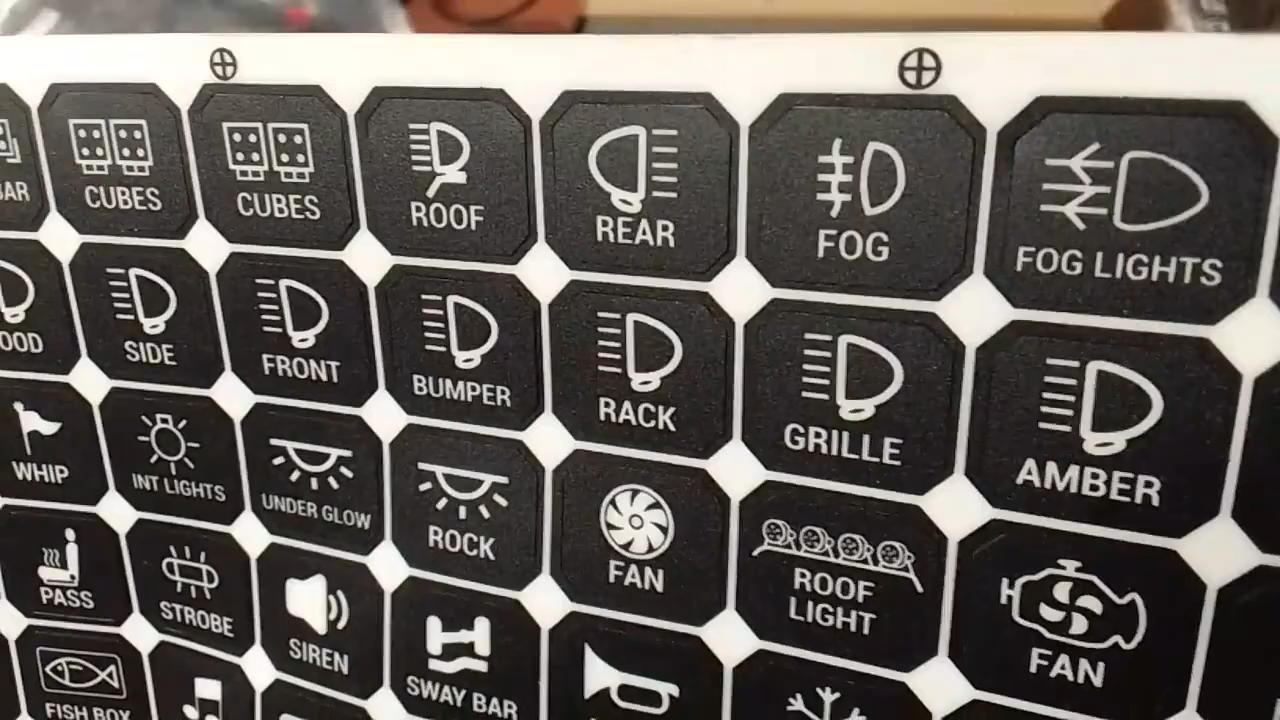 BAR
CUBES
CUBES
ROOF
REAR
FOG
FOG LIGHTS
OOD
SIDE
FRONT
BUMPER
RACK
GRILLE
AMBER
WHIP
INT LIGHTS
UNDER GLOW
ROCK
FAN
ROOF
LIGHT
FAN
PASS
STROBE
SIREN
SWAY BAR
FISH BOX